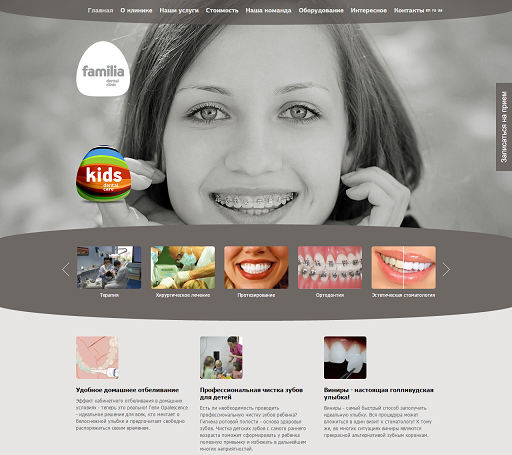 Главная О клинике Наши услуги Стоимость Наша команда Оборудование Интересное Контакты en ru ua
familia
dental
clinic
Записаться на прием
kids
dental
care
Терапия Хирургическое лечение Протезирование Ортодонтия Эстетическая стоматология
Удобное домашнее отбеливание
Эффект кабинетного отбеливания в домашних
условиях - теперь это реально! Гели Opalescence
- идеальное решение для всех, кто мечтает о
белоснежной улыбке и предпочитает свободно
распоряжаться своим временем.
Профессиональная чистка зубов
для детей
Есть ли необходимость проводить
профессиональную чистку зубов ребенка?
Гигиена ротовой полости - основа здоровья
зубов. Чистка детских зубов с самого раннего
возраста поможет сформировать у ребенка
полезную привычку и избежать в дальнейшем
многих неприятностей.
Виниры - настоящая голливудская
улыбка!
Виниры - самый быстрый способ заполучить
идеальную улыбку. Вся процедура может
вложиться в один визит к стоматологу! К тому
же, во многих ситуациях виниры являются
прекрасной альтернативой зубным коронкам.